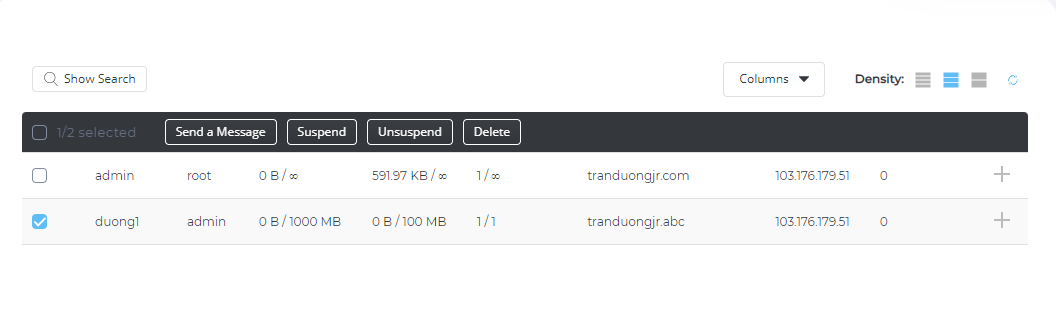 Show Search Columns Density:
1/2 selected Send a Message Suspend Unsuspend Delete
admin root 0 B / ∞ 591.97 KB / ∞ 1 / ∞ tranduongjr.com 103.176.179.51 0
duong1 admin 0 B / 1000 MB 0 B / 100 MB 1 / 1 tranduongjr.abc 103.176.179.51 0